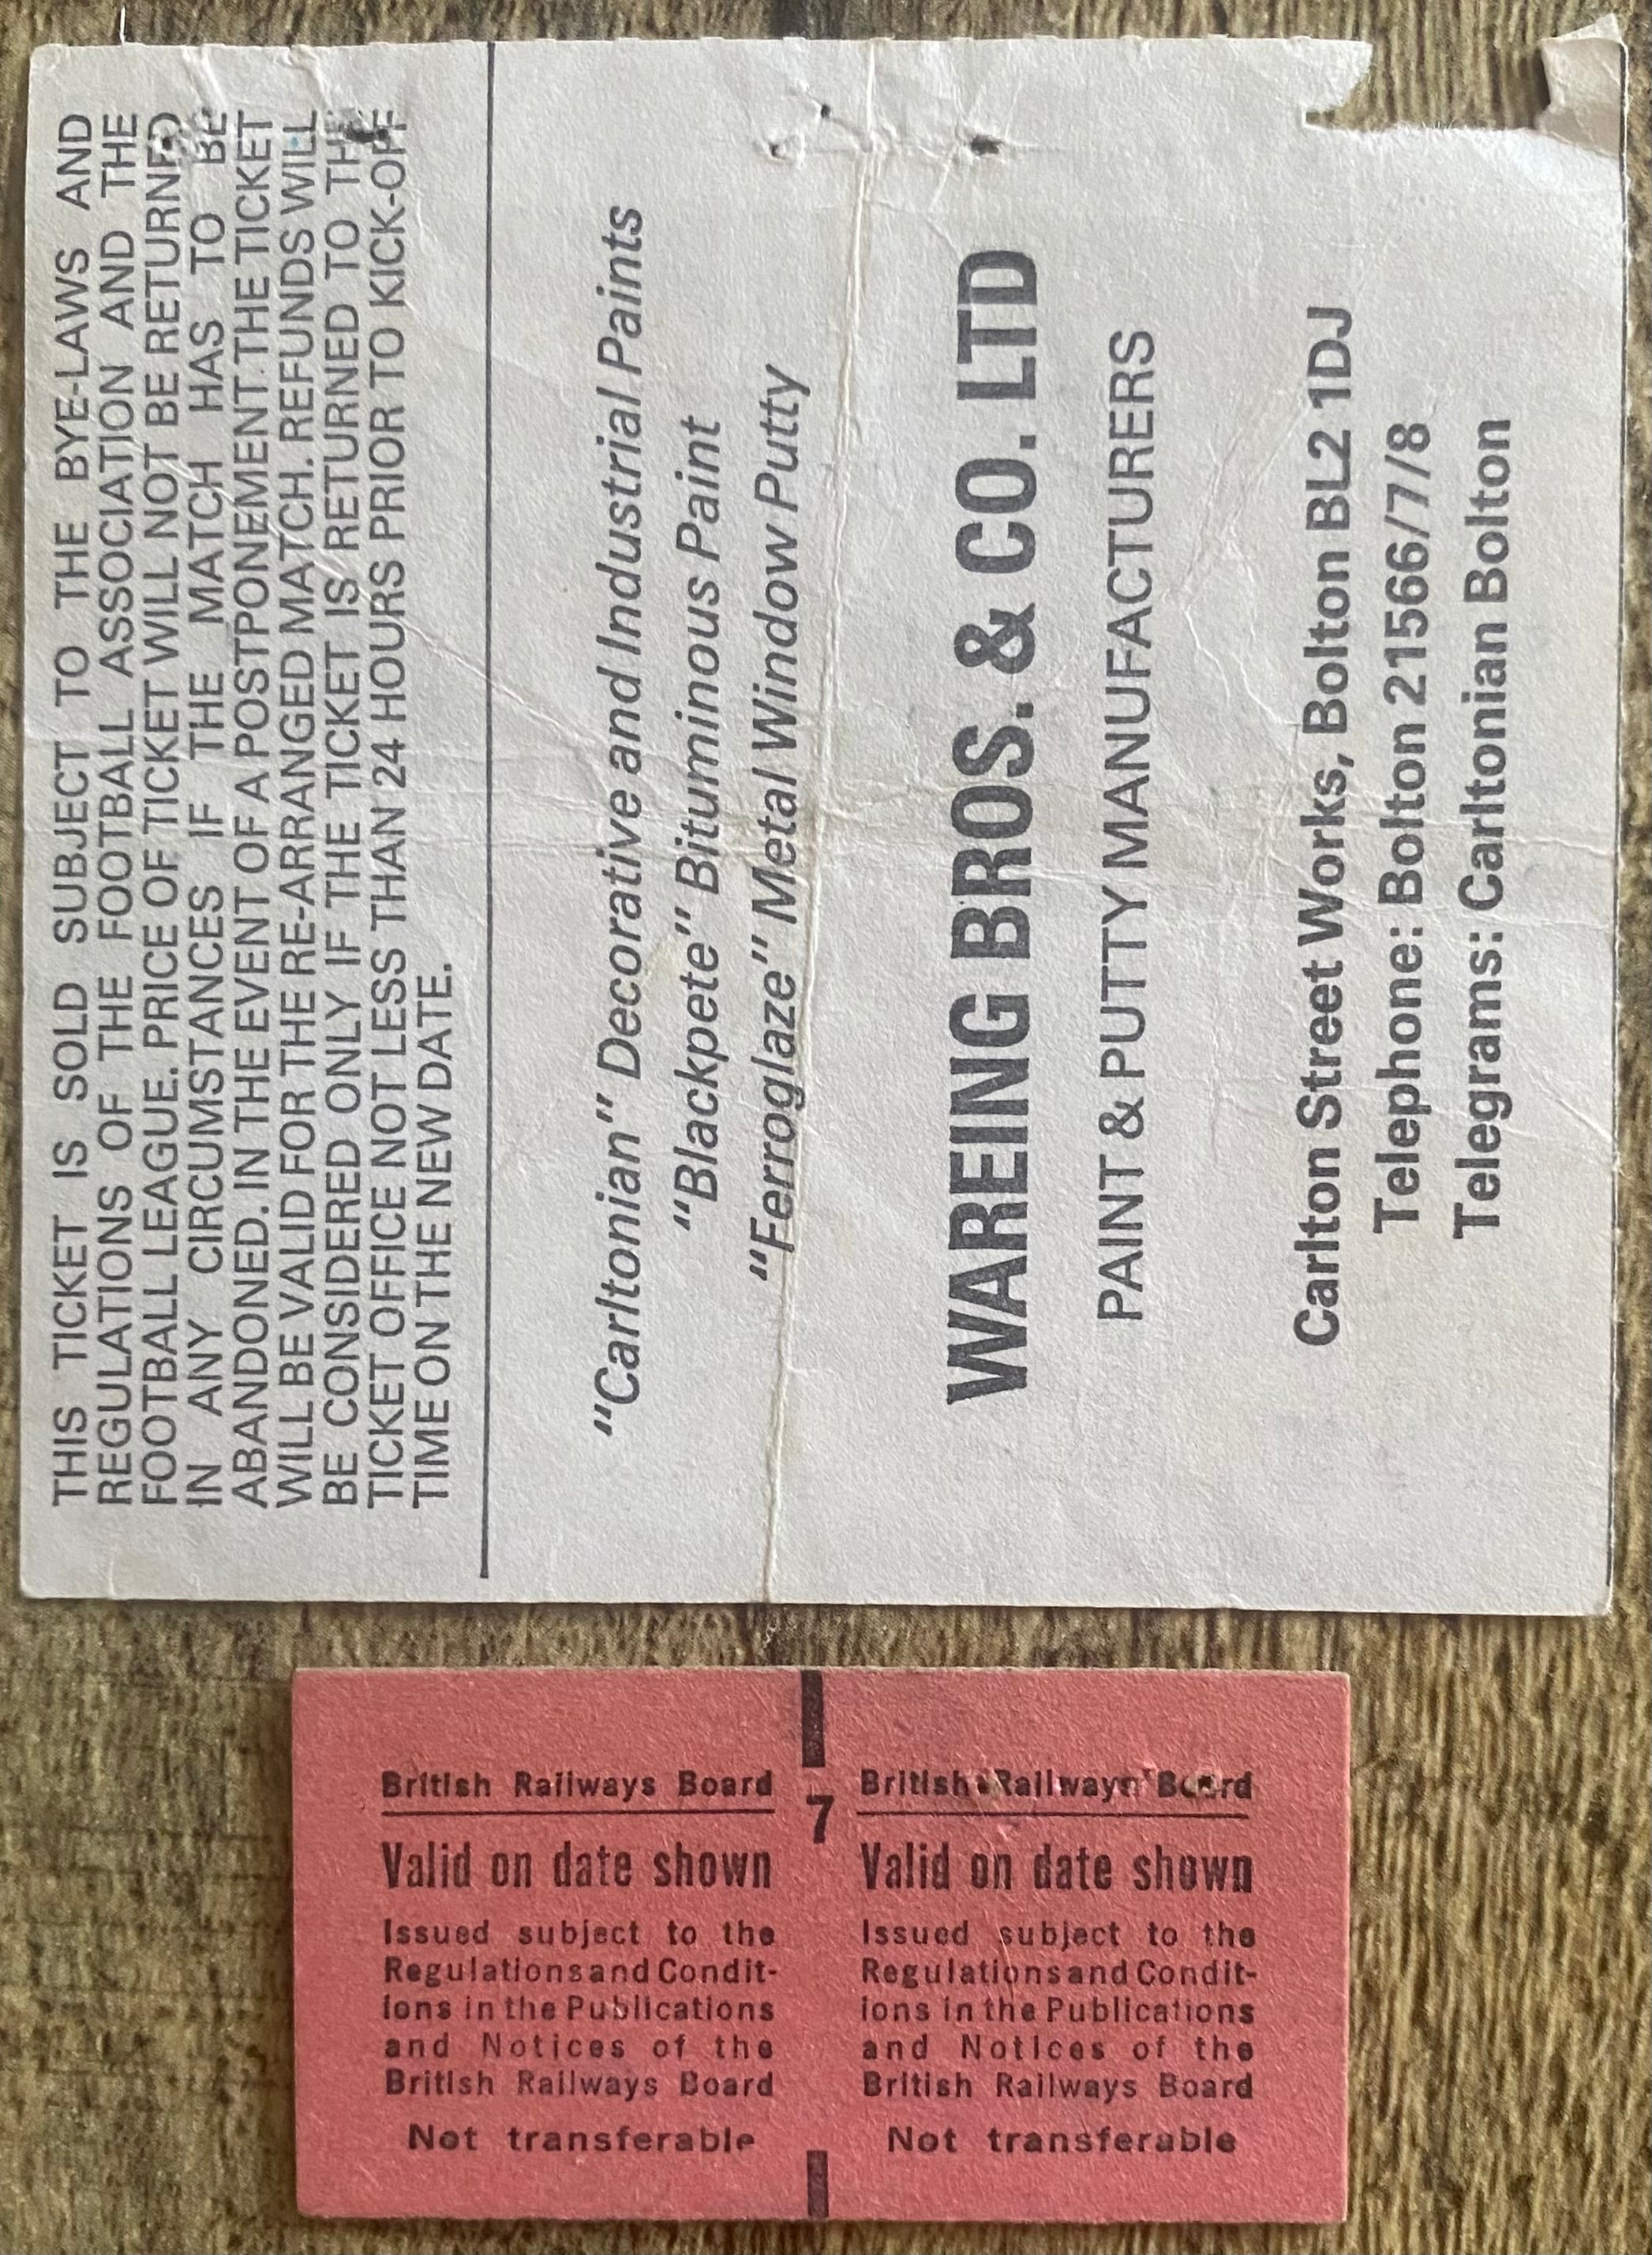 THIS TICKET IS SOLD SUBJECT TO THE BYE-LAWS AND
REGULATIONS OF THE FOOTBALL ASSOCIATION AND THE
FOOTBALL LEAGUE. PRICE OF TICKET WILL NOT BE RETURNED
IN ANY CIRCUMSTANCES IF THE MATCH HAS TO BE
ABANDONED. IN THE EVENT OF A POSTPONEMENT. THE TICKET
WILL BE VALID FOR THE RE-ARRANGED MATCH. REFUNDS WILL
BE CONSIDERED ONLY IF THE TICKET IS RETURNED TO THE
TICKET OFFICE NOT LESS THAN 24 HOURS PRIOR TO KICK-OFF
TIME ON THE NEW DATE.
"Carltonian" Decorative and Industrial Paints
"Blackpete" Bituminous Paint
"Ferroglaze" Metal Window Putty
WAREING BROS. & CO. LTD
PAINT & PUTTY MANUFACTURERS
Carlton Street Works, Bolton BL2 1DJ
Telephone: Bolton 21566/7/8
Telegrams: Carltonian Bolton
British Railways Board
Valid on date shown
Issued subject to the
Regulations and Condit-
ions in the Publications
and Notices of the
British Railways Board
Not transferable
7
British Railways Board
Valid on date shown
Issued subject to the
Regulations and Condit-
ions in the Publications
and Notices of the
British Railways Board
Not transferable